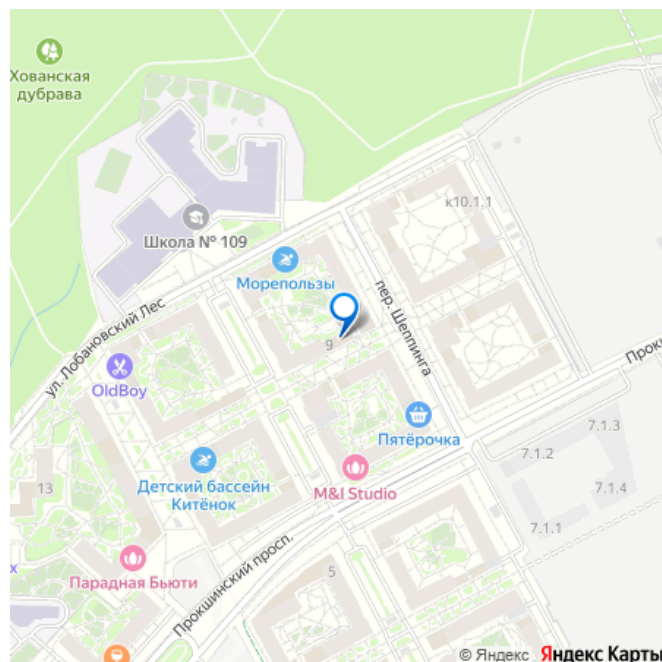 Хованская
дубрава
к10.1.1
Школа № 109
Морепользы
пер. Шеппинга
ул. Лобановский Лес
9
Прокш
OldBoy
Пятёрочка
7.1.3
7.1.2
M&I Studio
Детский бассейн
Китёнок
13
7.1.4
7.1.1
х
Парадная Бьюти
Прокшинский просп.
5
© Яндекс Яндекс Карты